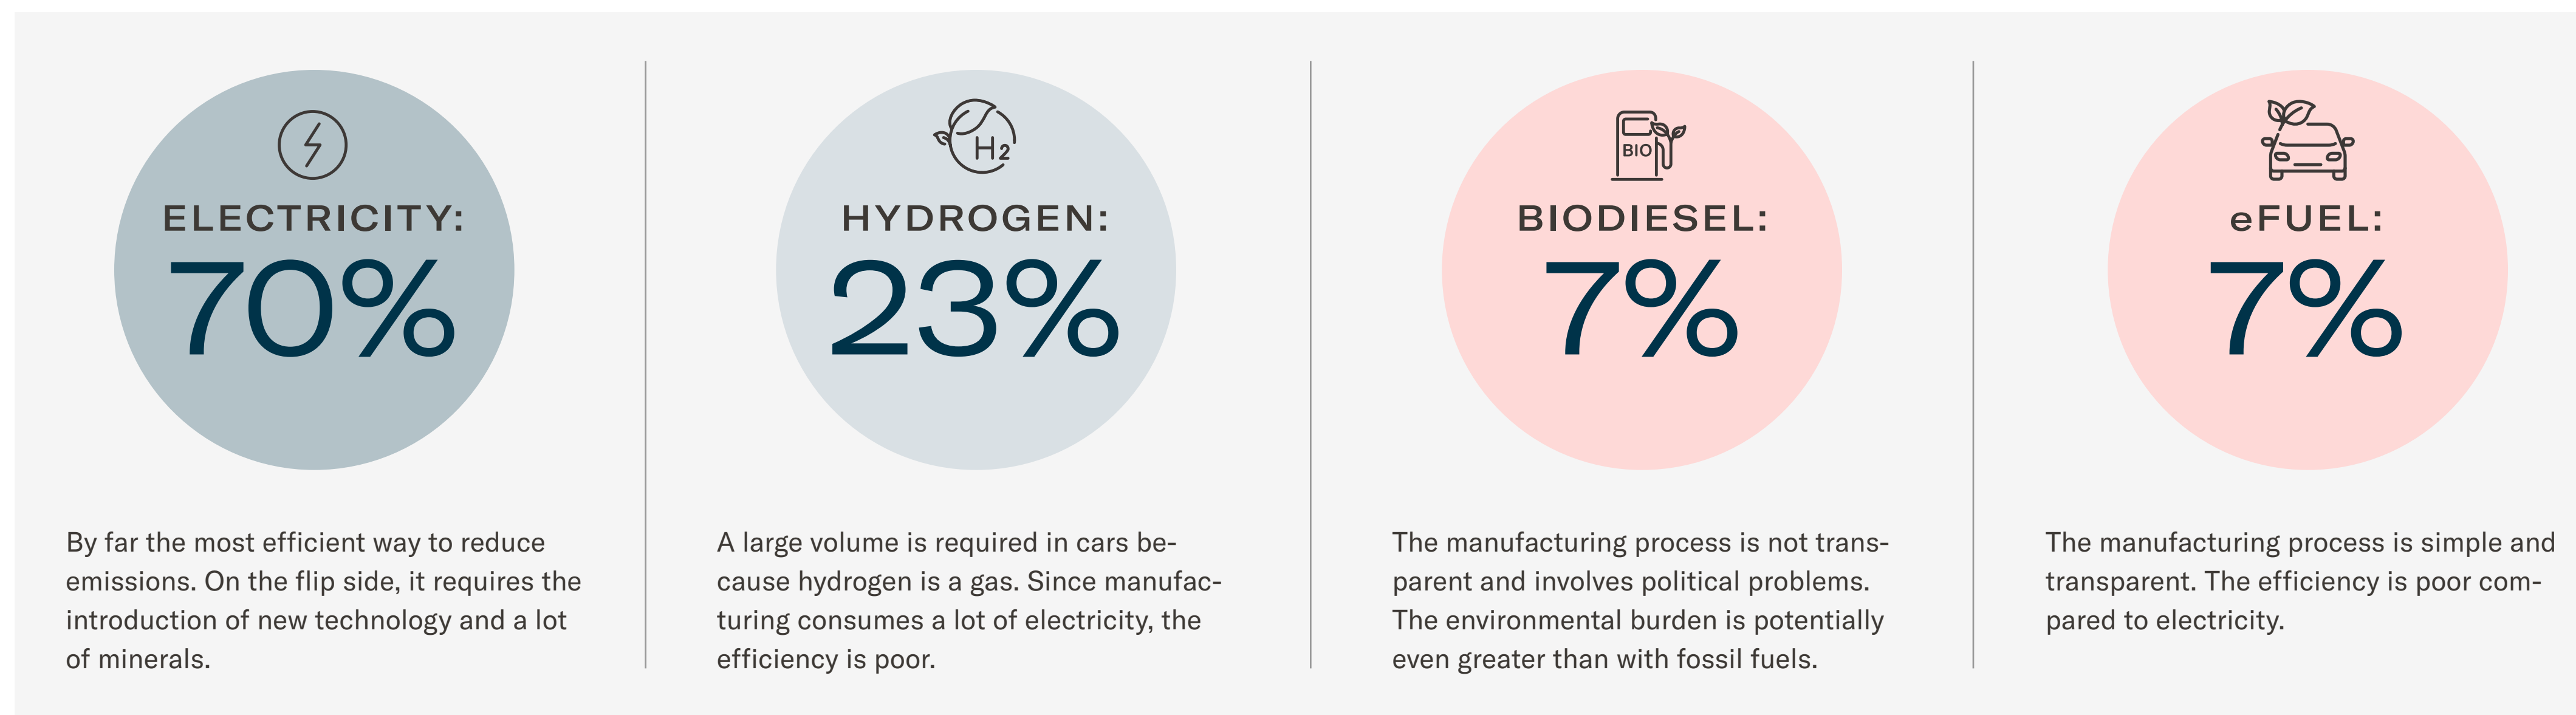 ELECTRICITY:
70%
By far the most efficient way to reduce
emissions. On the flip side, it requires the
introduction of new technology and a lot
of minerals.
H2
HYDROGEN:
23%
A large volume is required in cars be-
cause hydrogen is a gas. Since manufac-
turing consumes a lot of electricity, the
efficiency is poor.
BIO
BIODIESEL:
7%
The manufacturing process is not trans-
parent and involves political problems.
The environmental burden is potentially
even greater than with fossil fuels.
eFUEL:
7%
The manufacturing process is simple and
transparent. The efficiency is poor com-
pared to electricity.